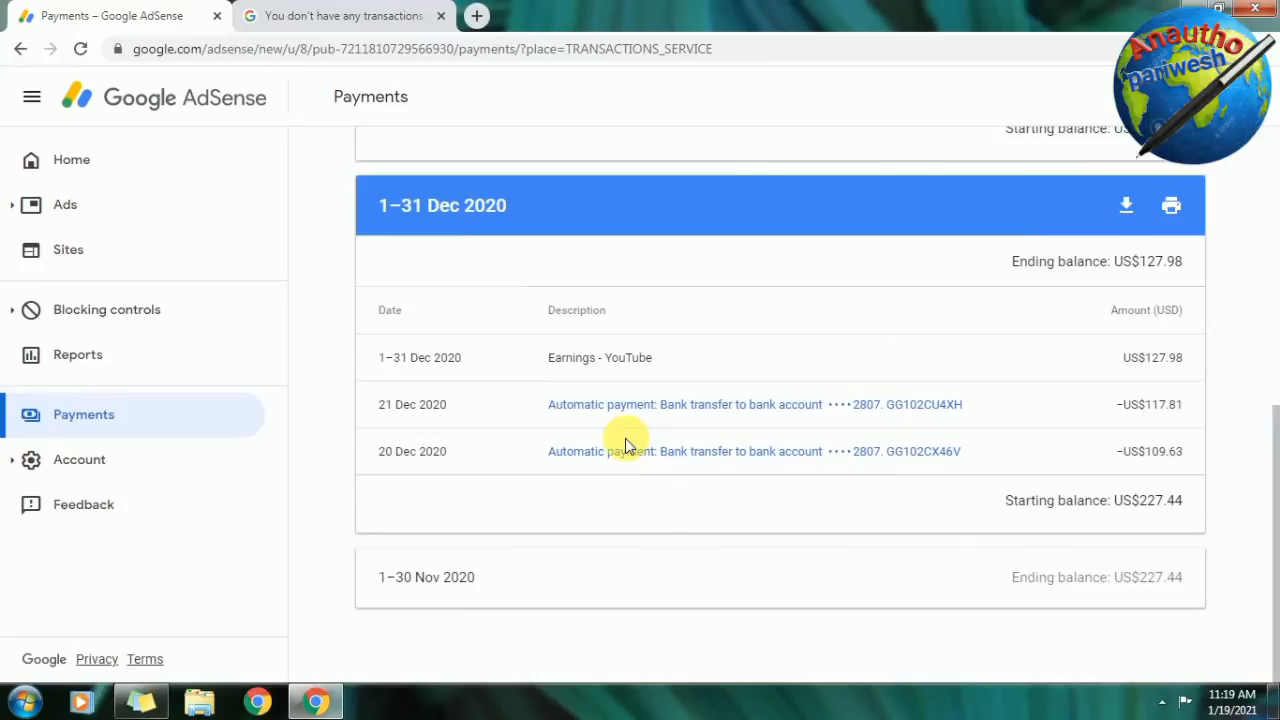 Payments – Google AdSense
You don't have any transactions
google.com/adsense/new/u/8/pub-7211810729566930/payments/?place=TRANSACTIONS_SERVICE
Anautho
pariwesh
Google AdSense
Payments
Home
Ads
Sites
Blocking controls
Reports
Payments
Account
Feedback
Google Privacy Terms
Starting balance:
1–31 Dec 2020
Ending balance: US$127.98
Date Description Amount (USD)
1–31 Dec 2020 Earnings - YouTube US$127.98
21 Dec 2020 Automatic payment: Bank transfer to bank account •••• 2807. GG102CU4XH −US$117.81
20 Dec 2020 Automatic payment: Bank transfer to bank account •••• 2807. GG102CX46V −US$109.63
Starting balance: US$227.44
1–30 Nov 2020 Ending balance: US$227.44
11:19 AM
1/19/2021